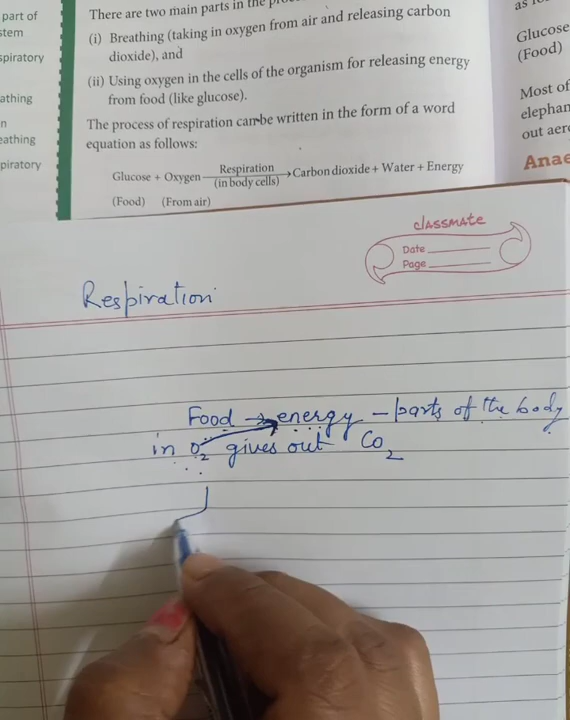 part of
stem
spiratory
athing
n
eathing
piratory
There are two main parts in the
(i) Breathing (taking in oxygen from air and releasing carbon
dioxide), and
(ii) Using oxygen in the cells of the organism for releasing energy
from food (like glucose).
The process of respiration can be written in the form of a word
equation as follows:
Glucose + Oxygen Respiration (in body cells) → Carbon dioxide + Water + Energy
(Food) (From air)
Glucose
(Food)
Most of
elephan
out aero
Anae
classmate
Date
Page
Respiration
Food → energy – parts of the body
in O₂ gives out Co₂